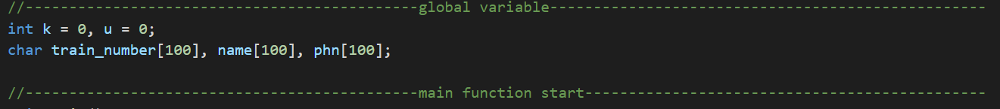 //---------------------------------------------global variable--------------------------------------------------
int k = 0, u = 0;
char train_number[100], name[100], phn[100];
//---------------------------------------------main function start----------------------------------------------